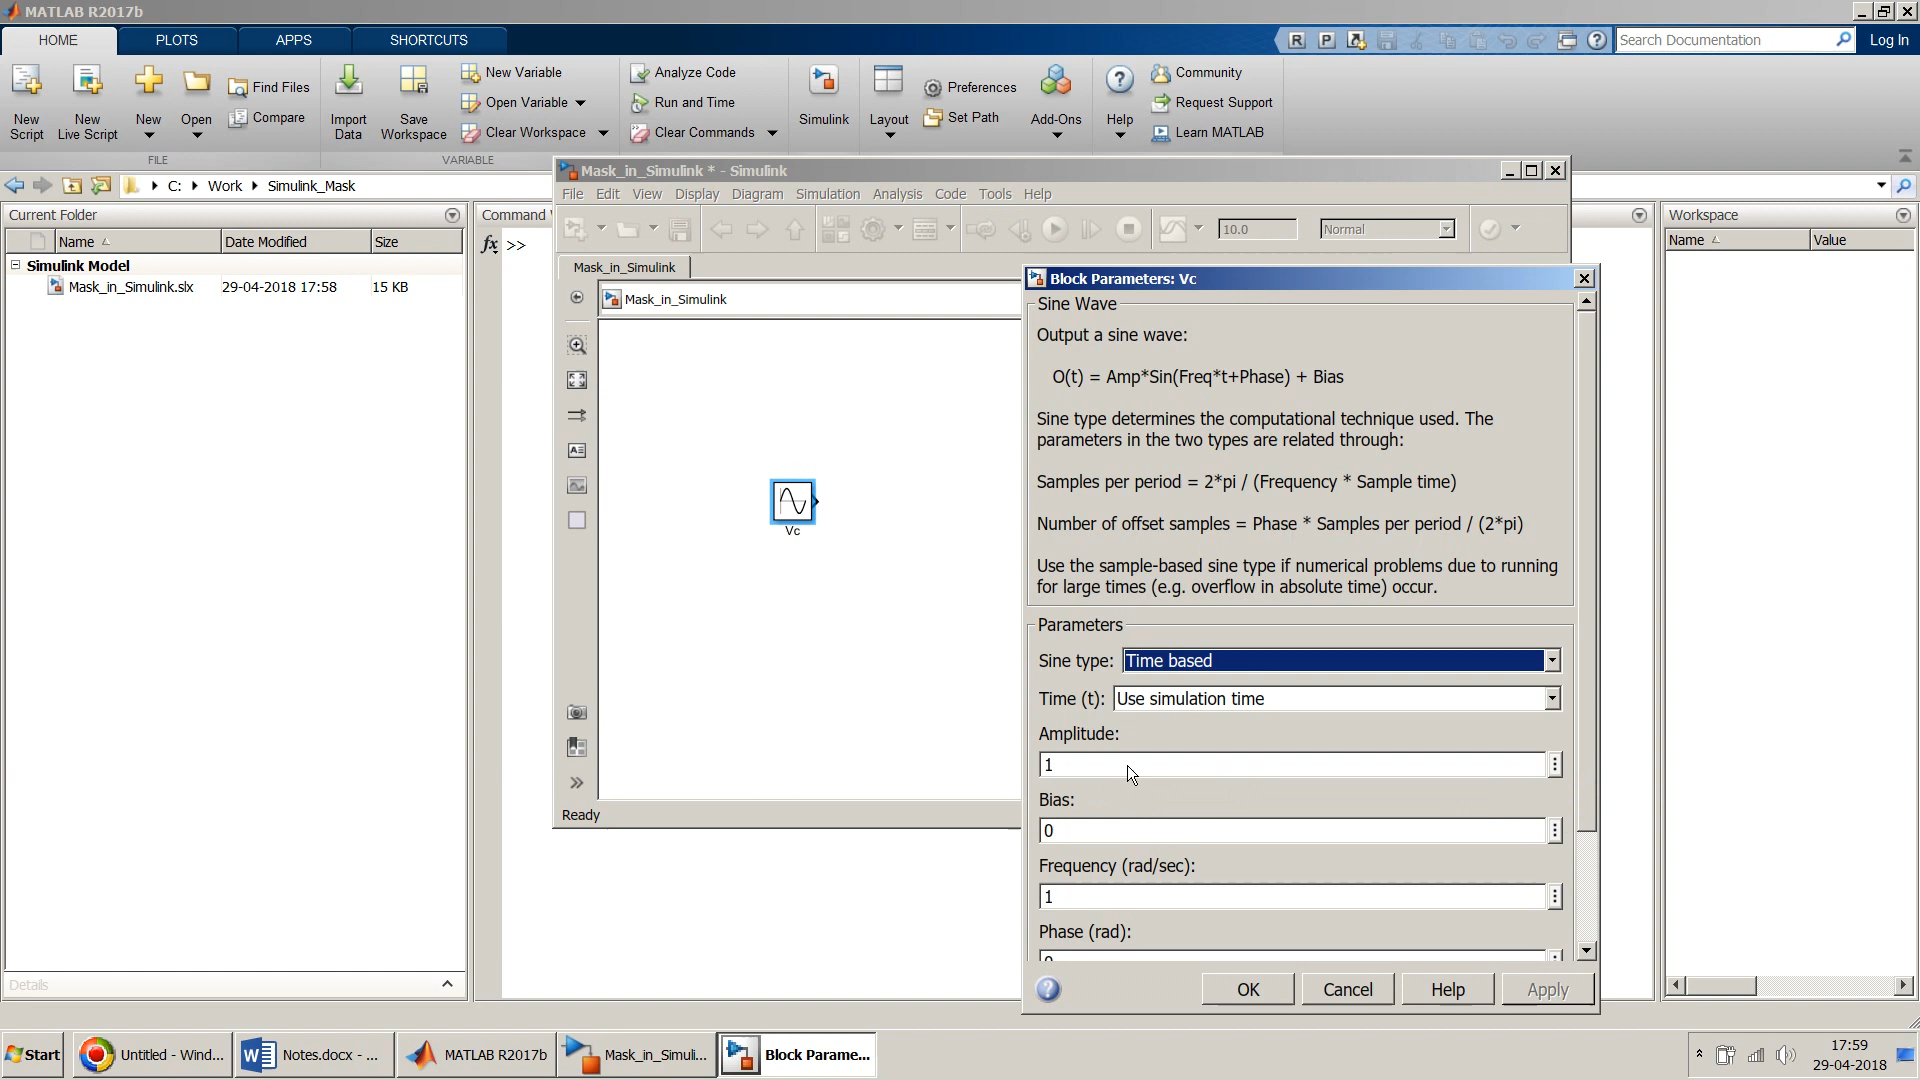 MATLAB R2017b
HOME
PLOTS
APPS
SHORTCUTS
Search Documentation
Log In
New Script
New Live Script
New
Open
Find Files
Compare
Import Data
Save Workspace
New Variable
Open Variable
Clear Workspace
Analyze Code
Run and Time
Clear Commands
Simulink
Layout
Preferences
Set Path
Add-Ons
Help
Community
Request Support
Learn MATLAB
FILE
VARIABLE
C: Work Simulink_Mask
Current Folder
Name
Date Modified
Size
Simulink Model
Mask_in_Simulink.slx 29-04-2018 17:58 15 KB
Details
Command
fx >>
Workspace
Name
Value
Mask_in_Simulink * - Simulink
File Edit View Display Diagram Simulation Analysis Code Tools Help
10.0
Normal
Mask_in_Simulink
Mask_in_Simulink
Vc
Ready
Block Parameters: Vc
Sine Wave
Output a sine wave:
O(t) = Amp*Sin(Freq*t+Phase) + Bias
Sine type determines the computational technique used. The
parameters in the two types are related through:
Samples per period = 2*pi / (Frequency * Sample time)
Number of offset samples = Phase * Samples per period / (2*pi)
Use the sample-based sine type if numerical problems due to running
for large times (e.g. overflow in absolute time) occur.
Parameters
Sine type: Time based
Time (t): Use simulation time
Amplitude:
1
Bias:
0
Frequency (rad/sec):
1
Phase (rad):
OK
Cancel
Help
Apply
Start
Untitled - Wind...
Notes.docx - ...
MATLAB R2017b
Mask_in_Simuli...
Block Parame...
17:59
29-04-2018